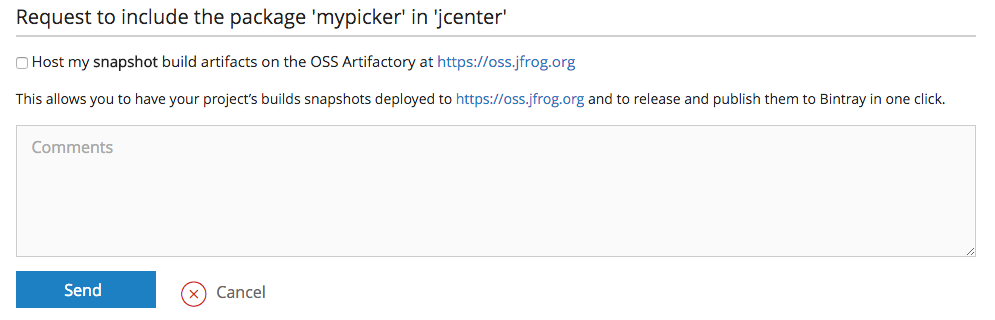 Request to include the package 'mypicker' in 'jcenter'
Host my snapshot build artifacts on the OSS Artifactory at https://oss.jfrog.org
This allows you to have your project's builds snapshots deployed to https://oss.jfrog.org and to release and publish them to Bintray in one click.
Comments
Send Cancel